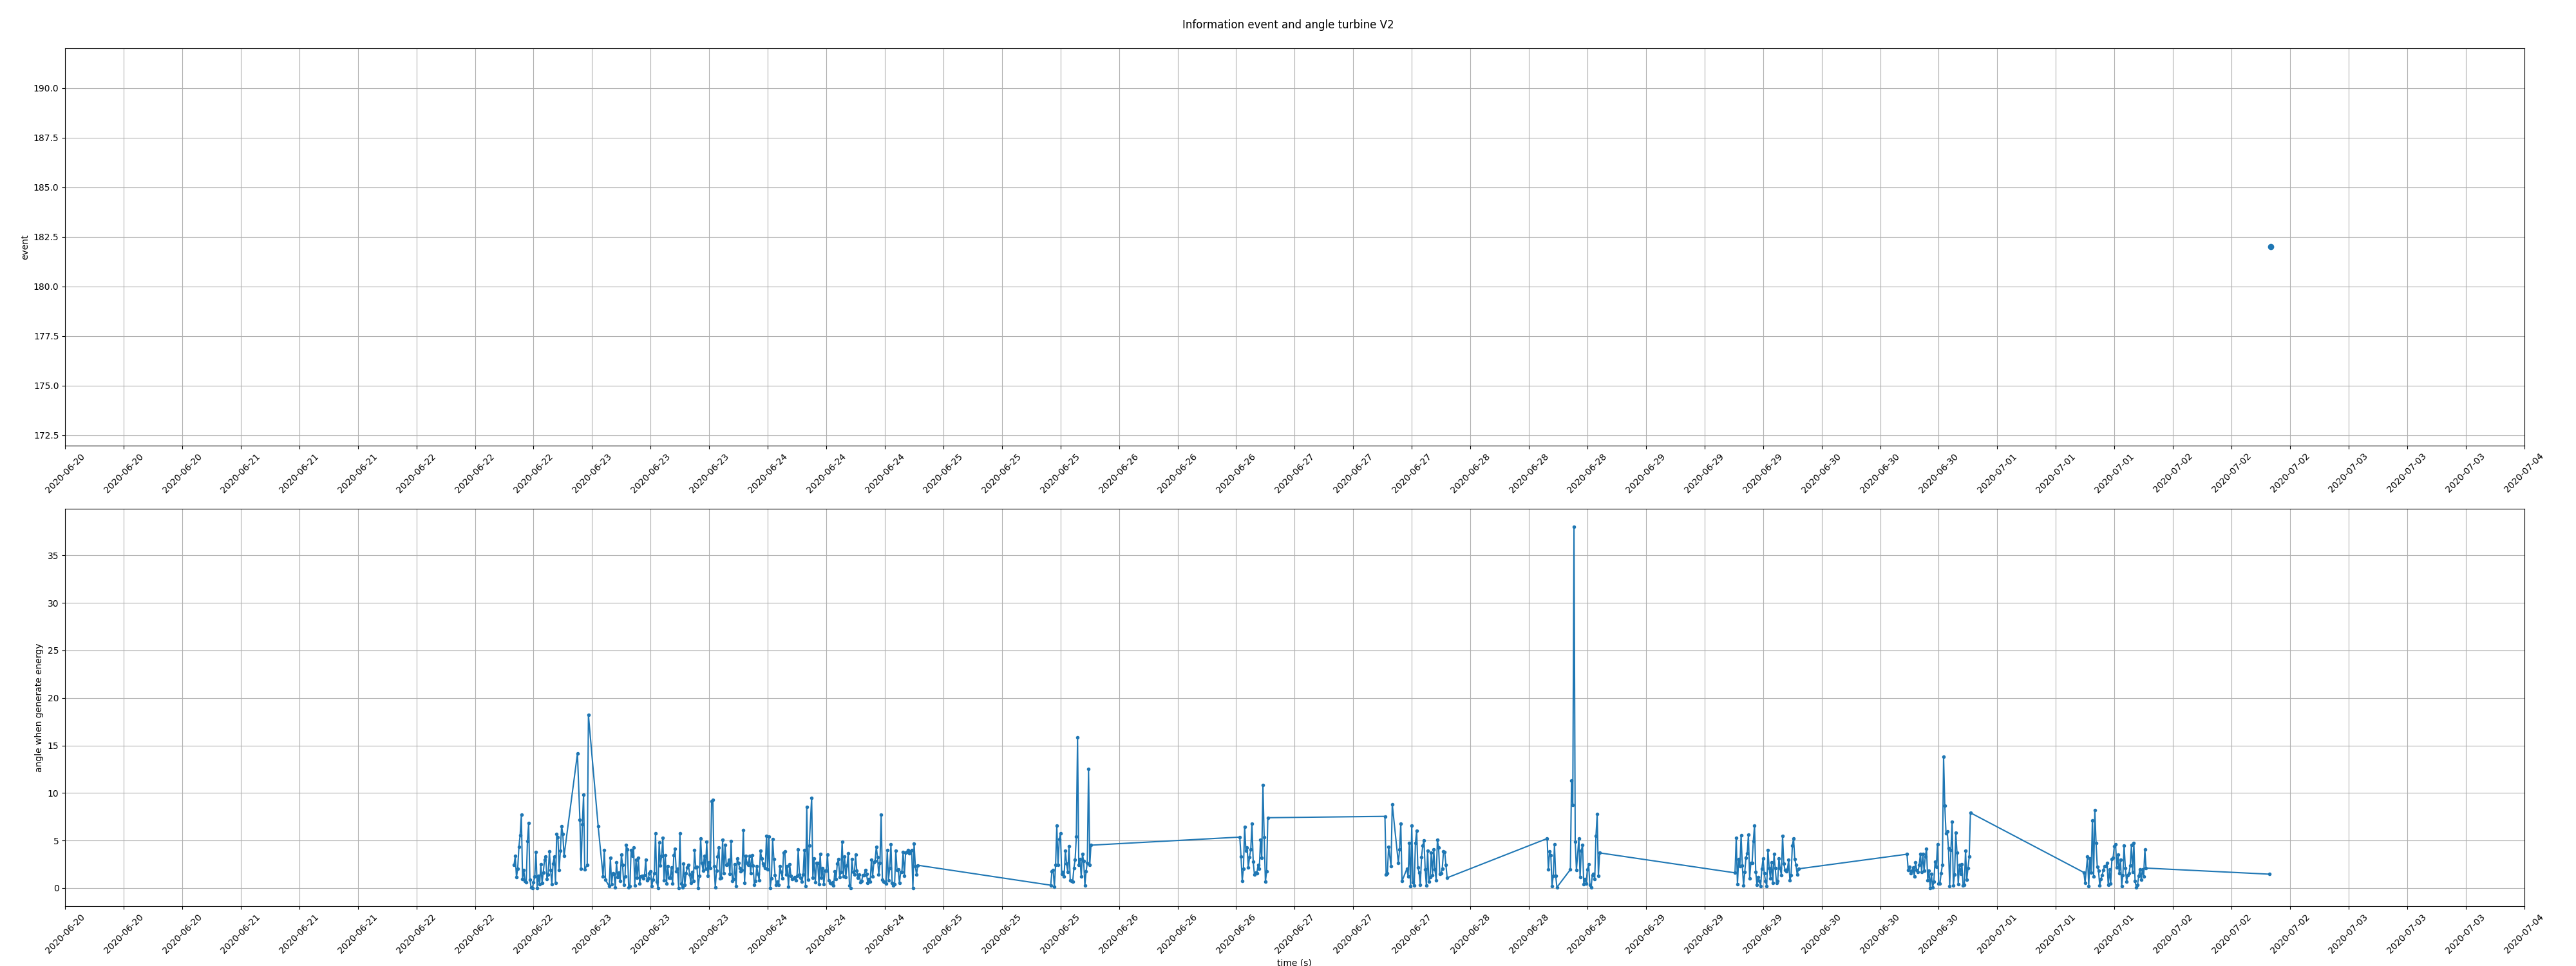 Information event and angle turbine V2
190.0
187.5
185.0
182.5
180.0
177.5
175.0
172.5
event
2020-06-20 2020-06-20 2020-06-20 2020-06-21 2020-06-21 2020-06-21 2020-06-22 2020-06-22 2020-06-22 2020-06-23 2020-06-23 2020-06-23 2020-06-24 2020-06-24 2020-06-24 2020-06-25 2020-06-25 2020-06-25 2020-06-26 2020-06-26 2020-06-26 2020-06-27 2020-06-27 2020-06-27 2020-06-28 2020-06-28 2020-06-28 2020-06-29 2020-06-29 2020-06-29 2020-06-30 2020-06-30 2020-06-30 2020-07-01 2020-07-01 2020-07-01 2020-07-02 2020-07-02 2020-07-02 2020-07-03 2020-07-03 2020-07-03 2020-07-04
35
30
25
20
15
10
5
0
angle when generate energy
2020-06-20 2020-06-20 2020-06-20 2020-06-21 2020-06-21 2020-06-21 2020-06-22 2020-06-22 2020-06-22 2020-06-23 2020-06-23 2020-06-23 2020-06-24 2020-06-24 2020-06-24 2020-06-25 2020-06-25 2020-06-25 2020-06-26 2020-06-26 2020-06-26 2020-06-27 2020-06-27 2020-06-27 2020-06-28 2020-06-28 2020-06-28 2020-06-29 2020-06-29 2020-06-29 2020-06-30 2020-06-30 2020-06-30 2020-07-01 2020-07-01 2020-07-01 2020-07-02 2020-07-02 2020-07-02 2020-07-03 2020-07-03 2020-07-03 2020-07-04
time (s)